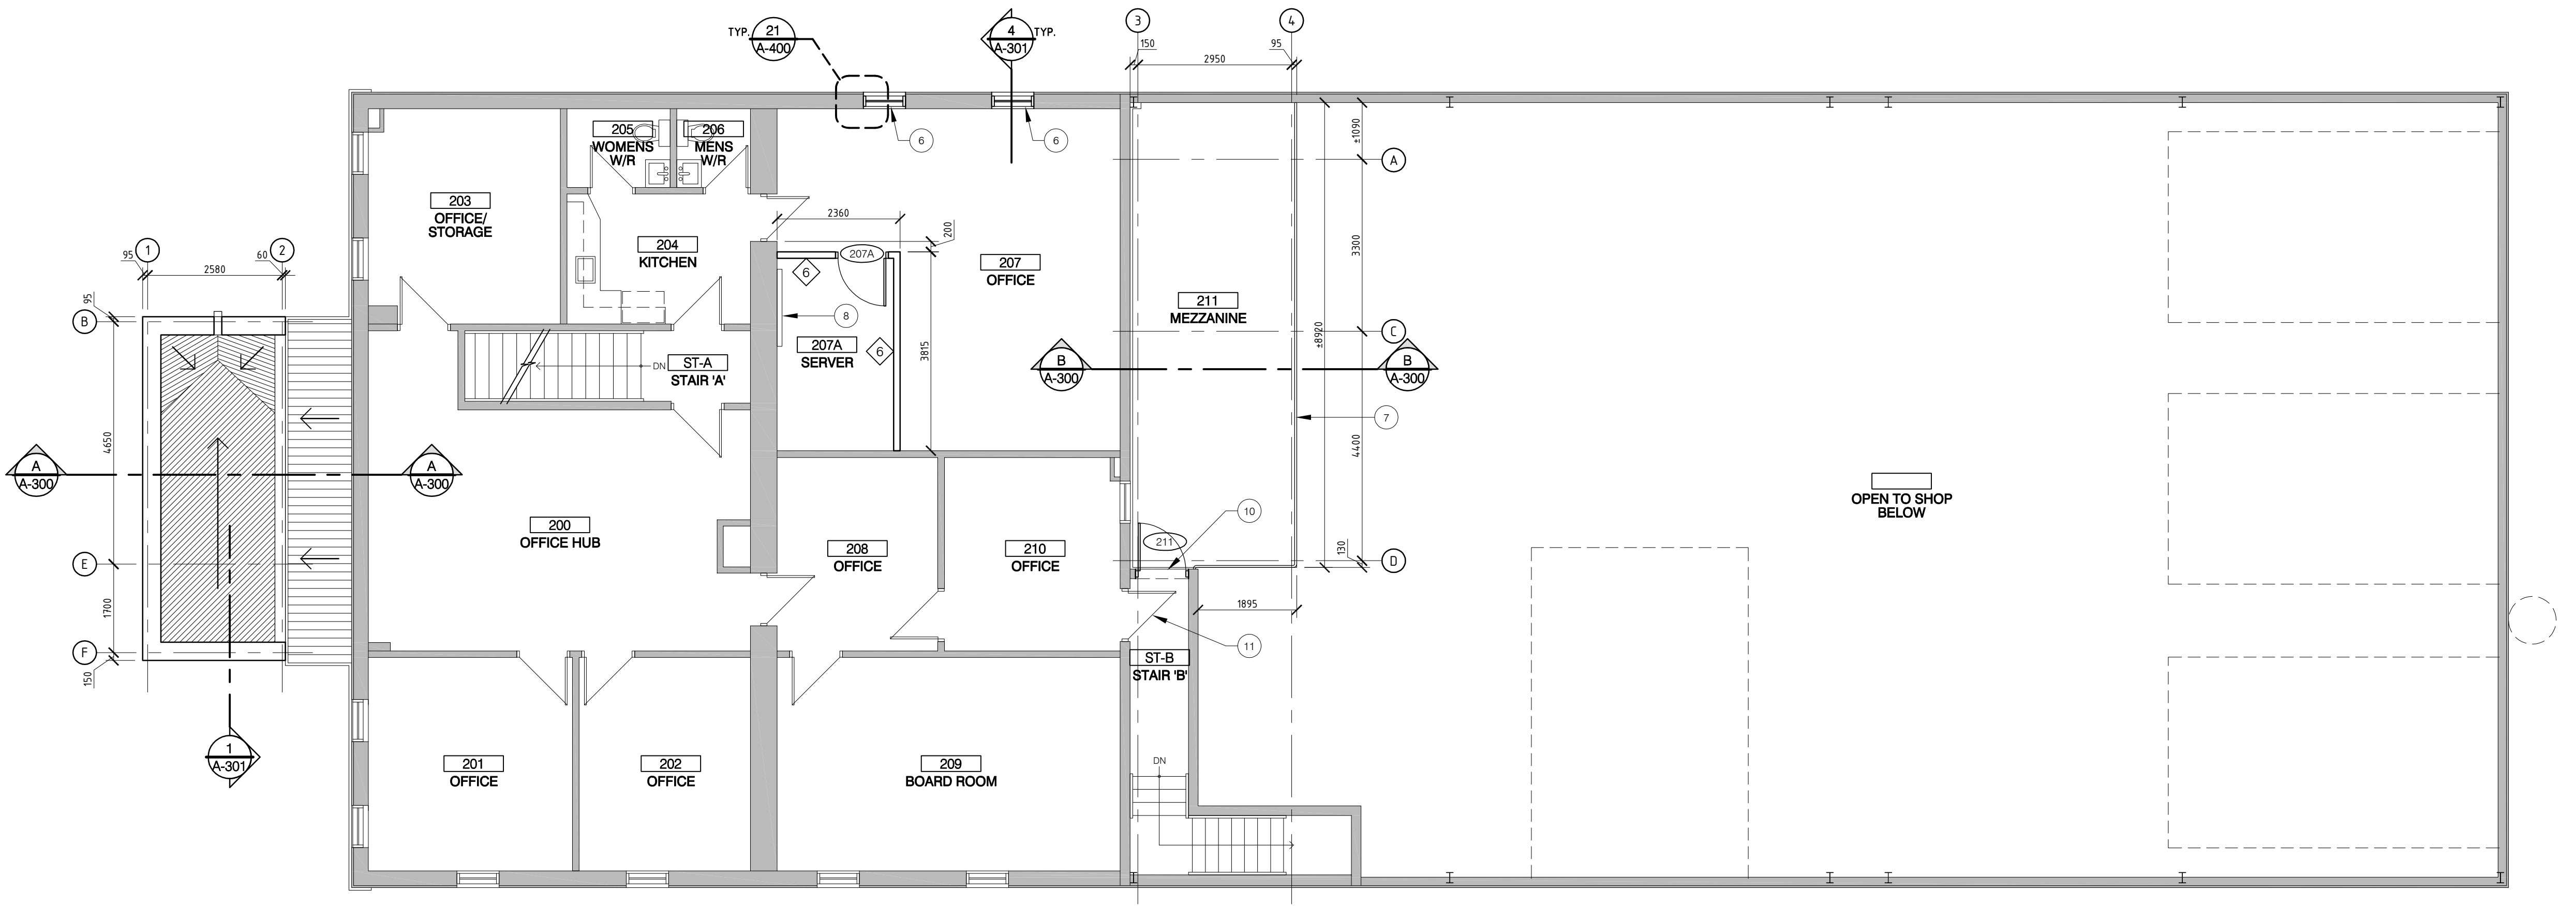 TYP.
21
A-400
4
A-301
TYP.
3
4
150
95
2950
205
WOMENS
W/R
206
MENS
W/R
6
6
±1090
A
203
OFFICE/
STORAGE
2360
200
204
KITCHEN
207A
6
207
OFFICE
3300
1
2
95
60
2580
95
B
211
MEZZANINE
8
C
±8920
207A
SERVER
6
3815
ST-A
STAIR 'A'
DN
B
A-300
B
A-300
7
4650
4400
A
A-300
A
A-300
OPEN TO SHOP
BELOW
200
OFFICE HUB
10
211
208
OFFICE
210
OFFICE
130
D
E
1700
1895
11
F
150
ST-B
STAIR 'B'
1
A-301
201
OFFICE
202
OFFICE
209
BOARD ROOM
DN